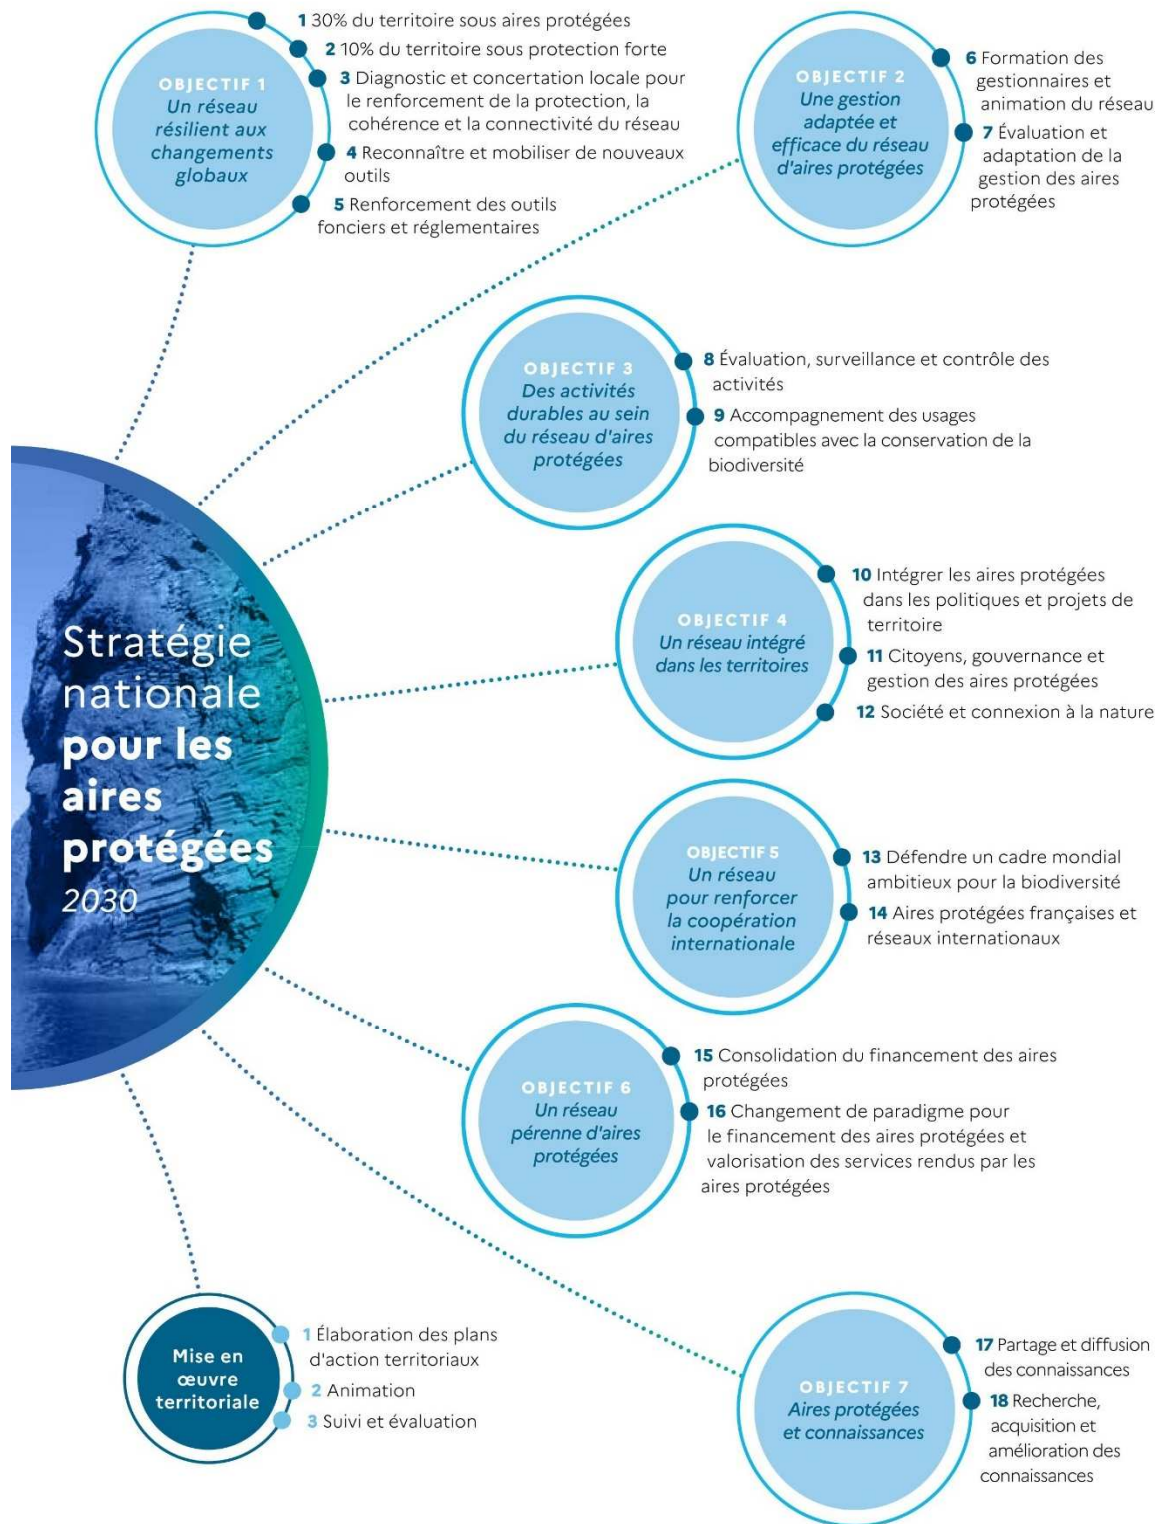 1 30% du territoire sous aires protégées
2 10% du territoire sous protection forte
3 Diagnostic et concertation locale pour
le renforcement de la protection, la
cohérence et la connectivité du réseau
4 Reconnaître et mobiliser de nouveaux
outils
5 Renforcement des outils
fonciers et réglementaires
OBJECTIF 1
Un réseau
résilient aux
changements
globaux
OBJECTIF 2
Une gestion
adaptée et
efficace du réseau
d'aires protégées
6 Formation des
gestionnaires et
animation du réseau
7 Évaluation et
adaptation de la
gestion des aires
protégées
OBJECTIF 3
Des activités
durables au sein
du réseau d'aires
protégées
8 Évaluation, surveillance et contrôle des
activités
9 Accompagnement des usages
compatibles avec la conservation de la
biodiversité
Stratégie
nationale
pour les
aires
protégées
2030
OBJECTIF 4
Un réseau intégré
dans les territoires
10 Intégrer les aires protégées
dans les politiques et projets de
territoire
11 Citoyens, gouvernance et
gestion des aires protégées
12 Société et connexion à la nature
OBJECTIF 5
Un réseau
pour renforcer
la coopération
internationale
13 Défendre un cadre mondial
ambitieux pour la biodiversité
14 Aires protégées françaises et
réseaux internationaux
OBJECTIF 6
Un réseau
pérenne d'aires
protégées
15 Consolidation du financement des aires
protégées
16 Changement de paradigme pour
le financement des aires protégées et
valorisation des services rendus par les
aires protégées
Mise en
œuvre
territoriale
1 Élaboration des plans
d'action territoriaux
2 Animation
3 Suivi et évaluation
OBJECTIF 7
Aires protégées
et connaissances
17 Partage et diffusion
des connaissances
18 Recherche,
acquisition et
amélioration des
connaissances